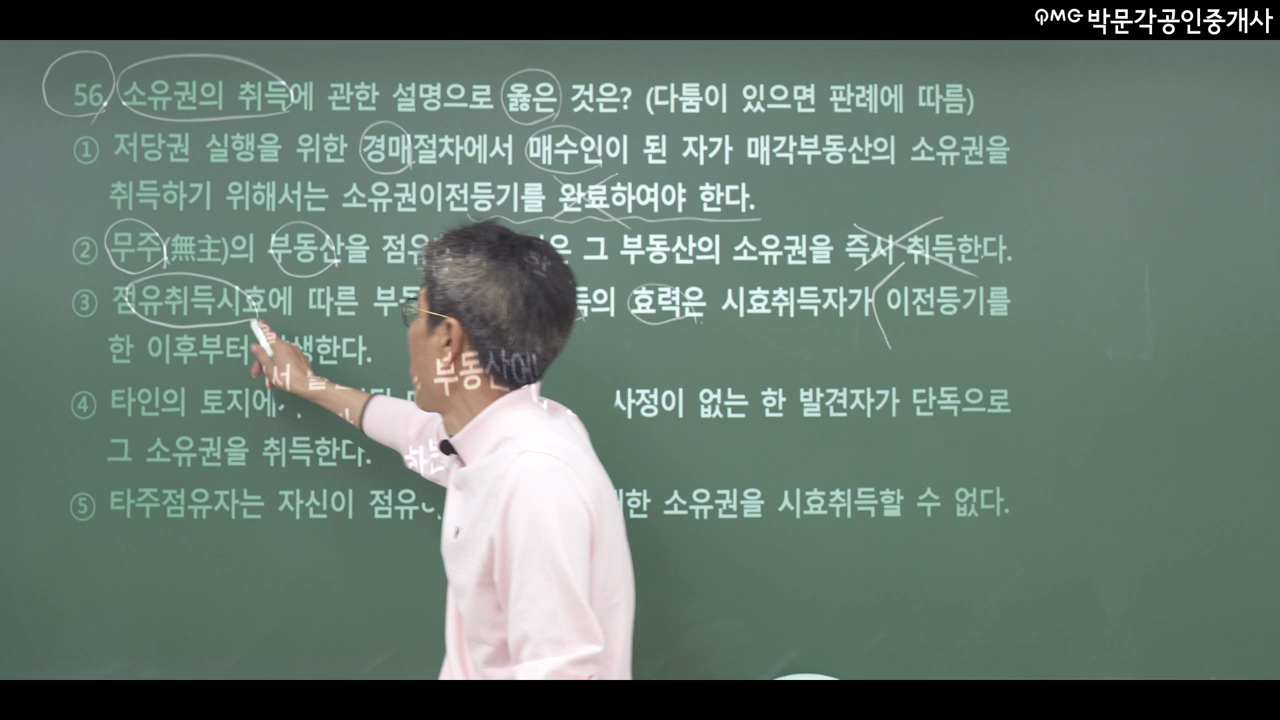 QMG 박문각공인중개사
56. 소유권의 취득에 관한 설명으로 옳은 것은? (다툼이 있으면 판례에 따름)
① 저당권 실행을 위한 경매절차에서 매수인이 된 자가 매각부동산의 소유권을
취득하기 위해서는 소유권이전등기를 완료하여야 한다.
② 무주(無主)의 부동산을 그 부동산의 소유권을 즉시 취득한다.
③ 점유취득시효에 따른 효력은 시효취득자가 이전등기를
한 이후부터 한다.
④ 타인의 토지에서 부동산에 사정이 없는 한 발견자가 단독으로
그 소유권을 취득한다.
⑤ 타주점유자는 자신이 소유권을 시효취득할 수 없다.